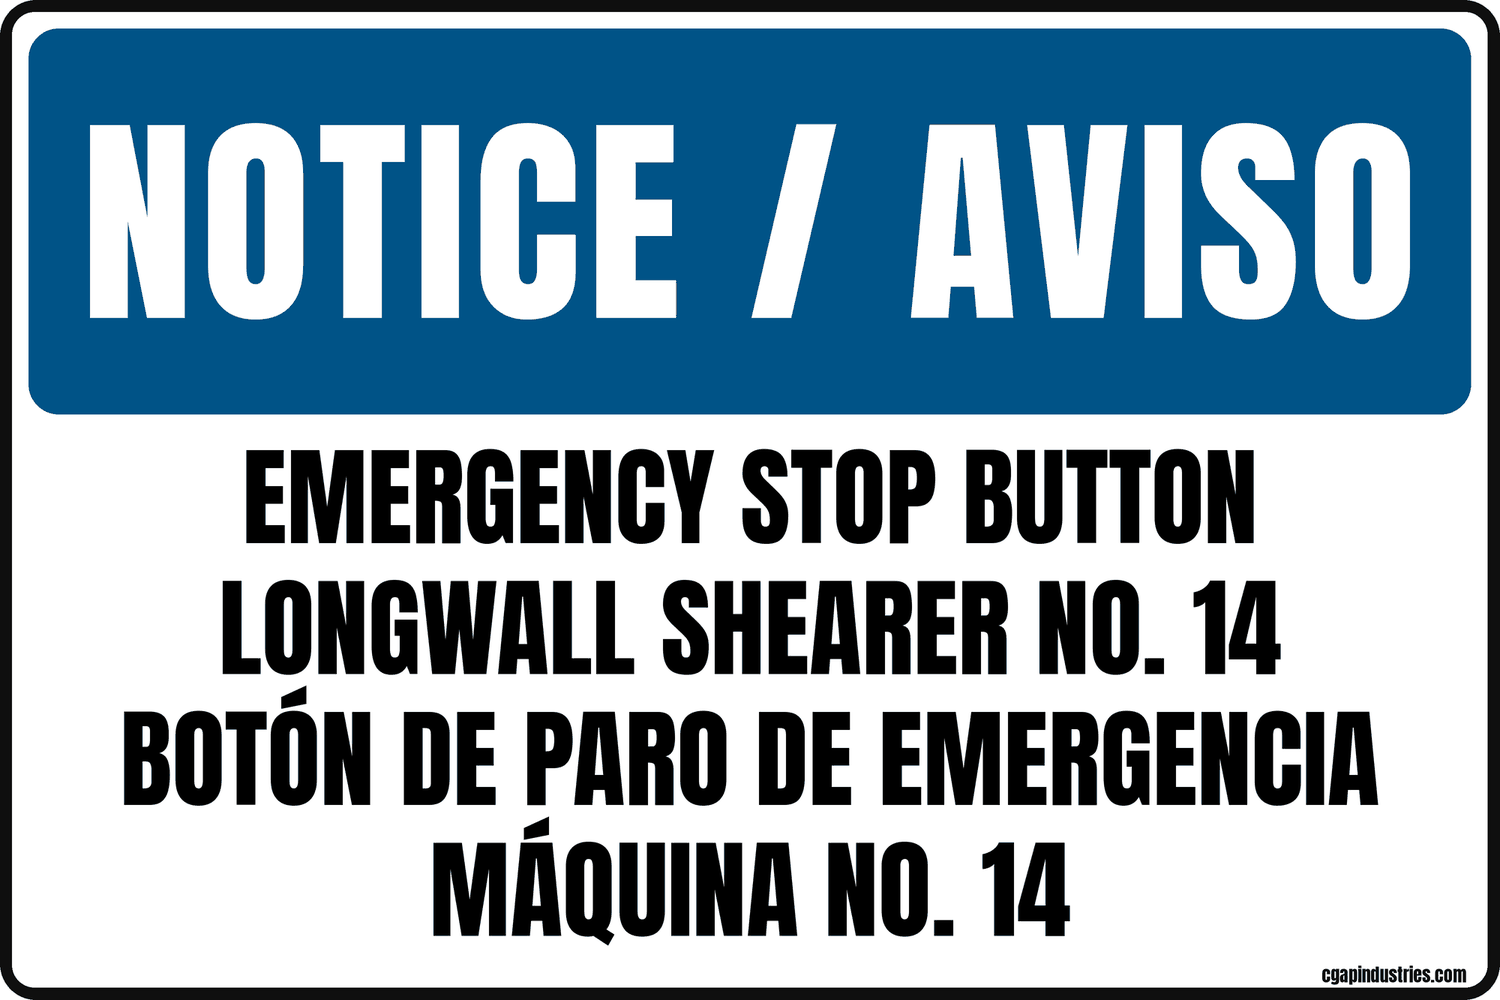 NOTICE / AVISO
EMERGENCY STOP BUTTON
LONGWALL SHEARER NO. 14
BOTÓN DE PARO DE EMERGENCIA
MÁQUINA NO. 14
cgapindustries.com